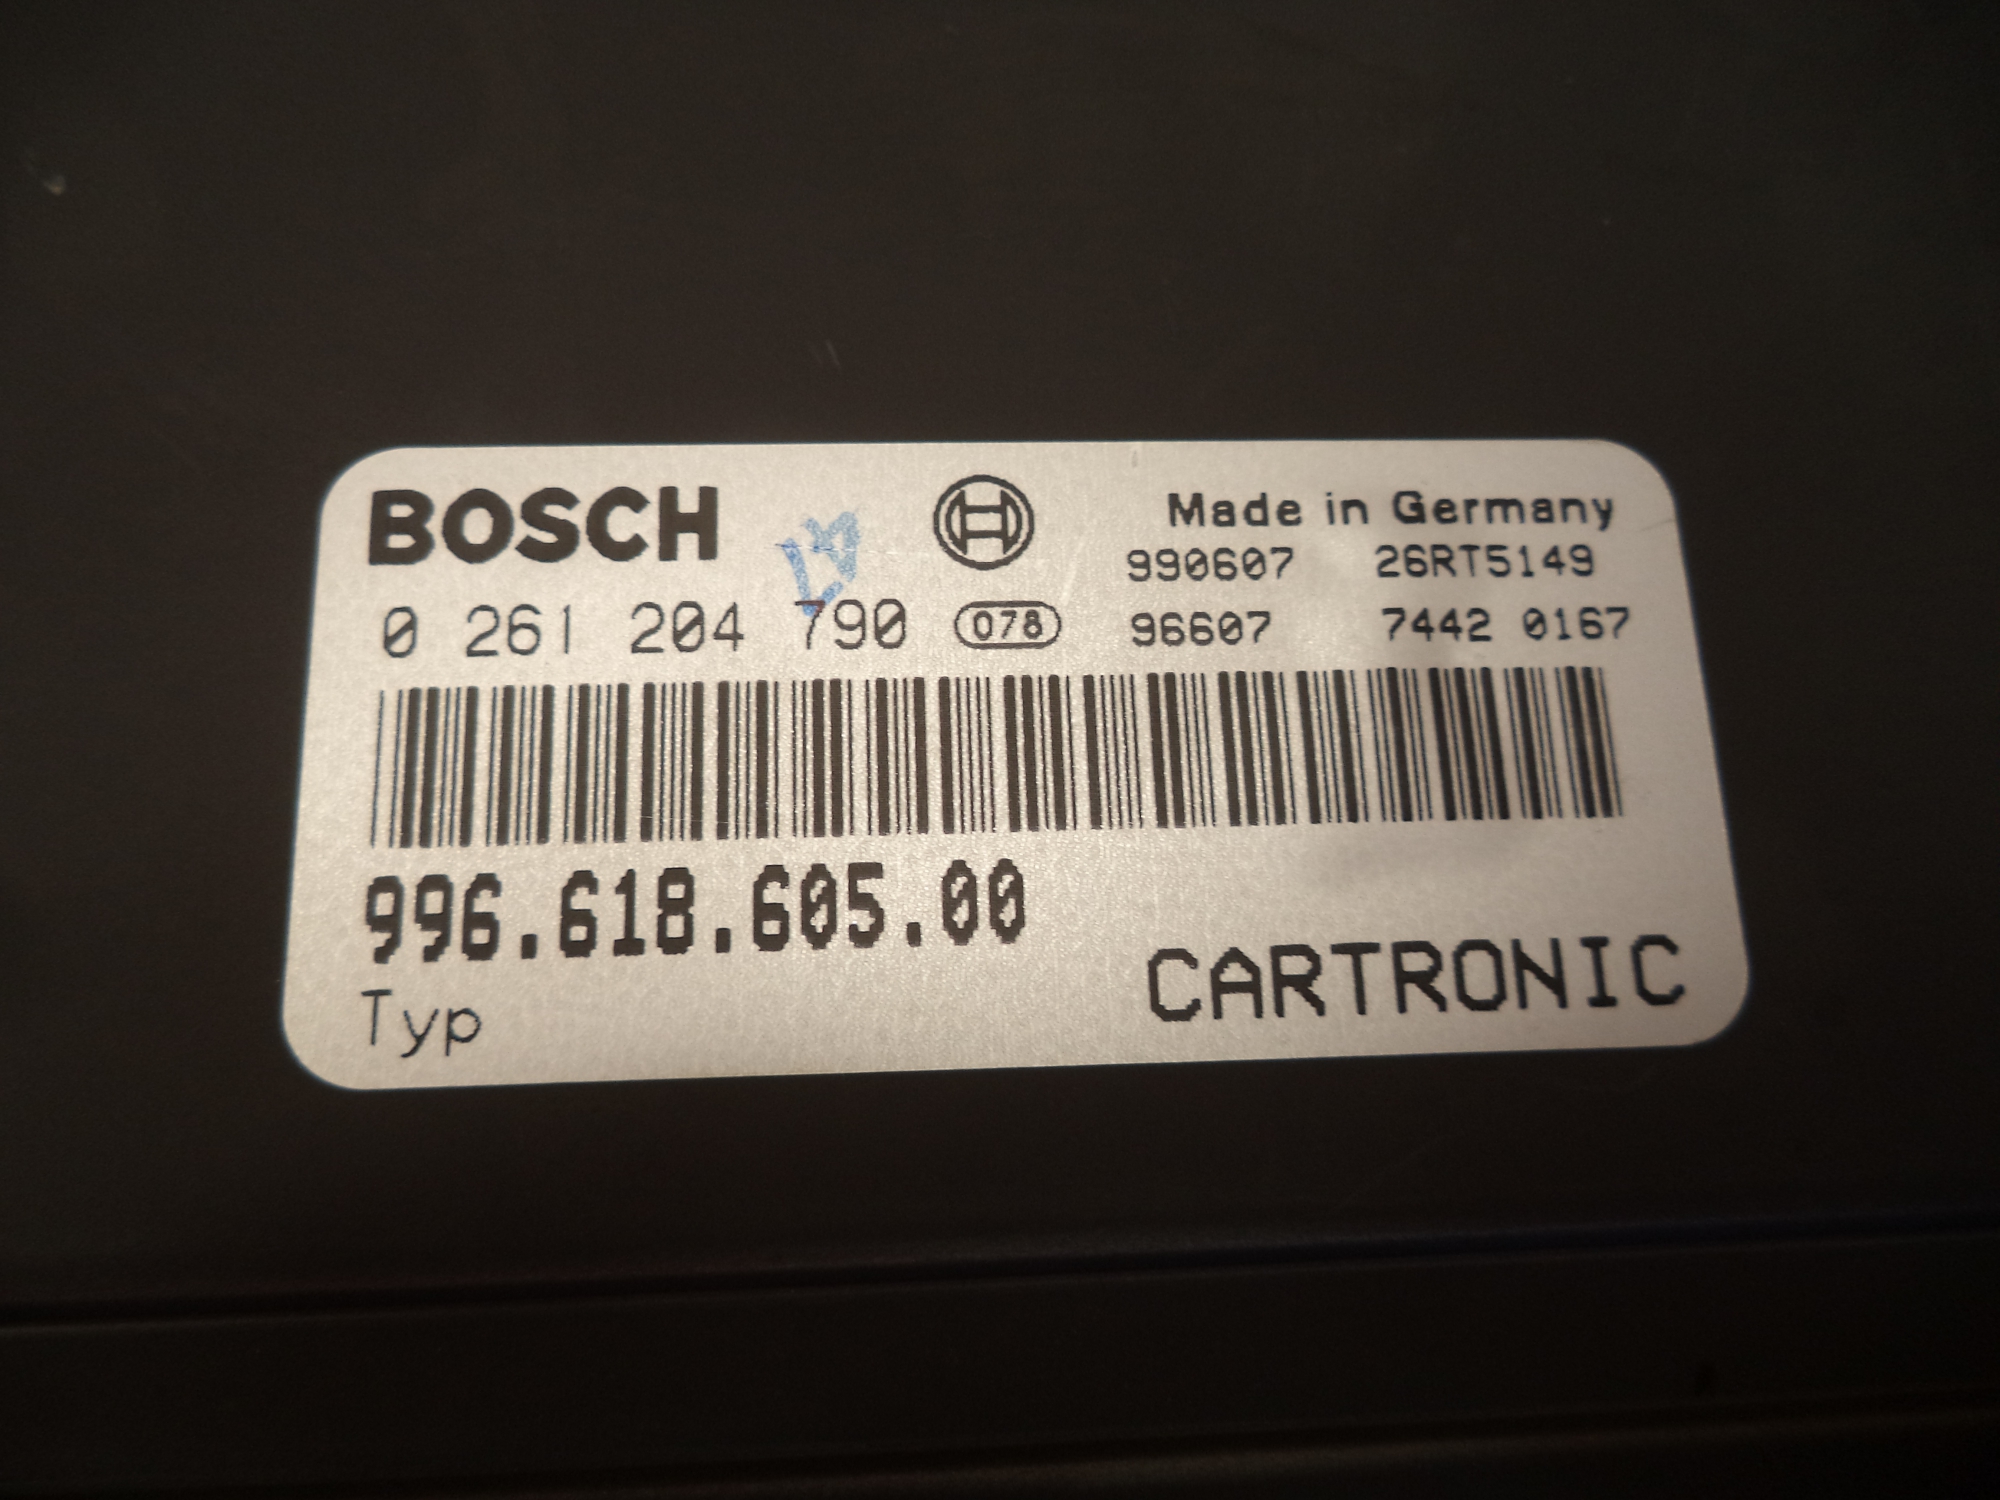 BOSCH
Made in Germany
990607 26RT5149
0 261 204 790 078 96607 7442 0167
996.618.605.00
Typ CARTRONIC